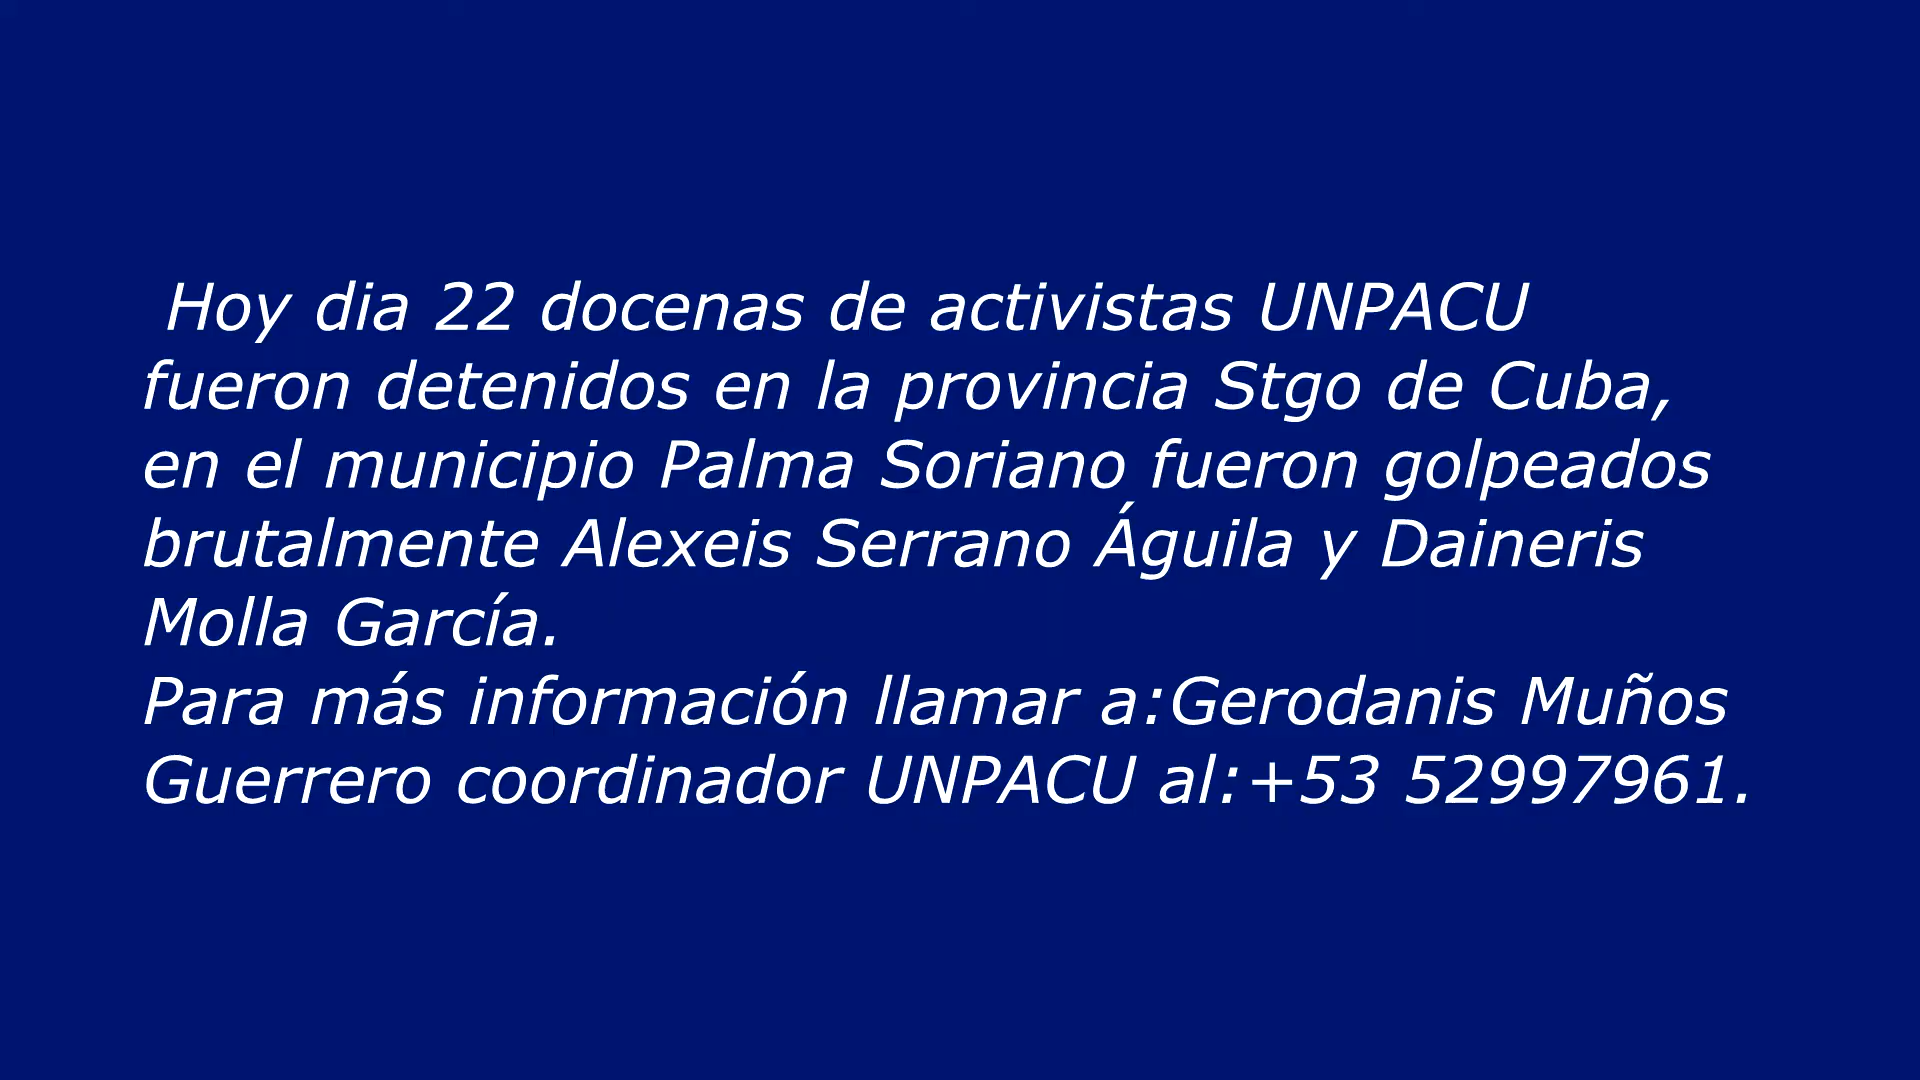 Hoy dia 22 docenas de activistas UNPACU
fueron detenidos en la provincia Stgo de Cuba,
en el municipio Palma Soriano fueron golpeados
brutalmente Alexeis Serrano Águila y Daineris
Molla García.
Para más información llamar a:Gerodanis Muños
Guerrero coordinador UNPACU al:+53 52997961.